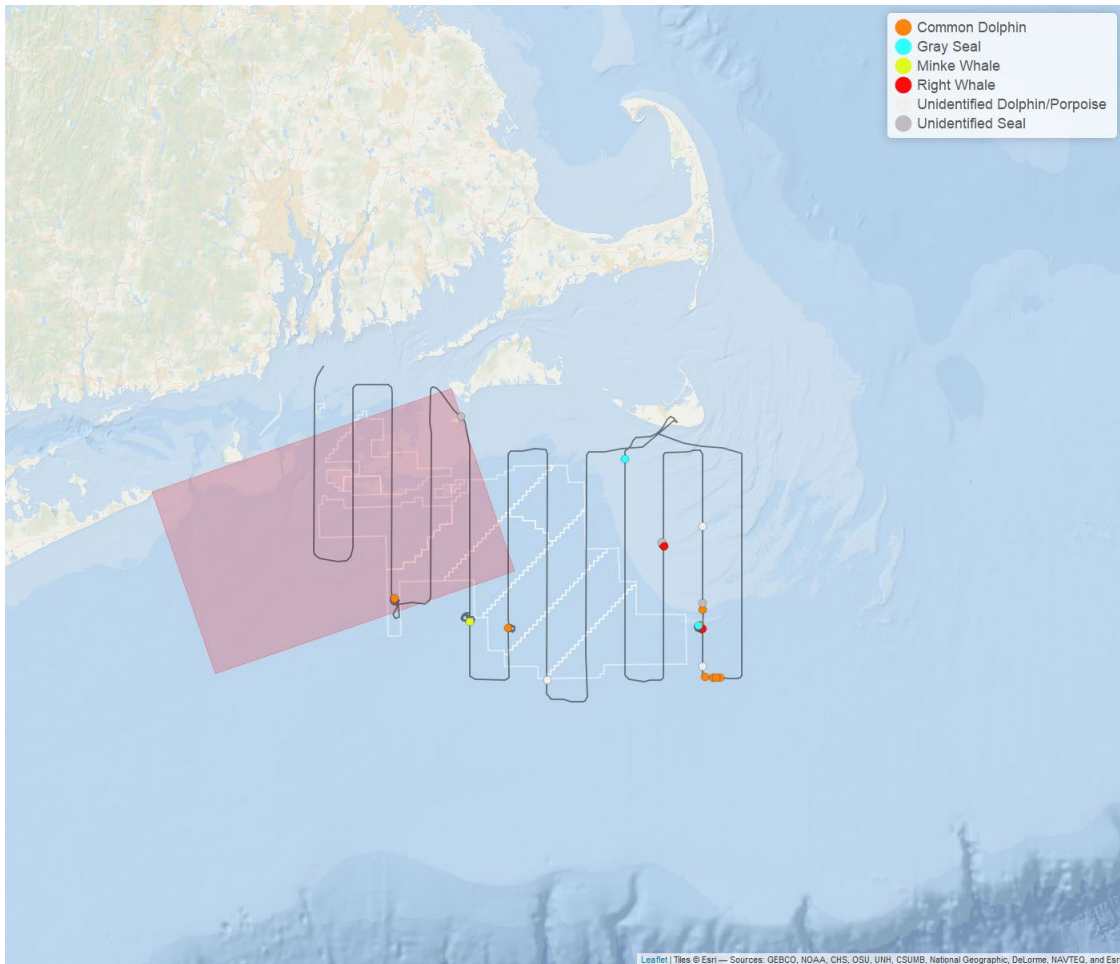 Common Dolphin
Gray Seal
Minke Whale
Right Whale
Unidentified Dolphin/Porpoise
Unidentified Seal
Leaflet | Tiles © Esri — Sources: GEBCO, NOAA, CHS, OSU, UNH, CSUMB, National Geographic, DeLorme, NAVTEQ, and Esri